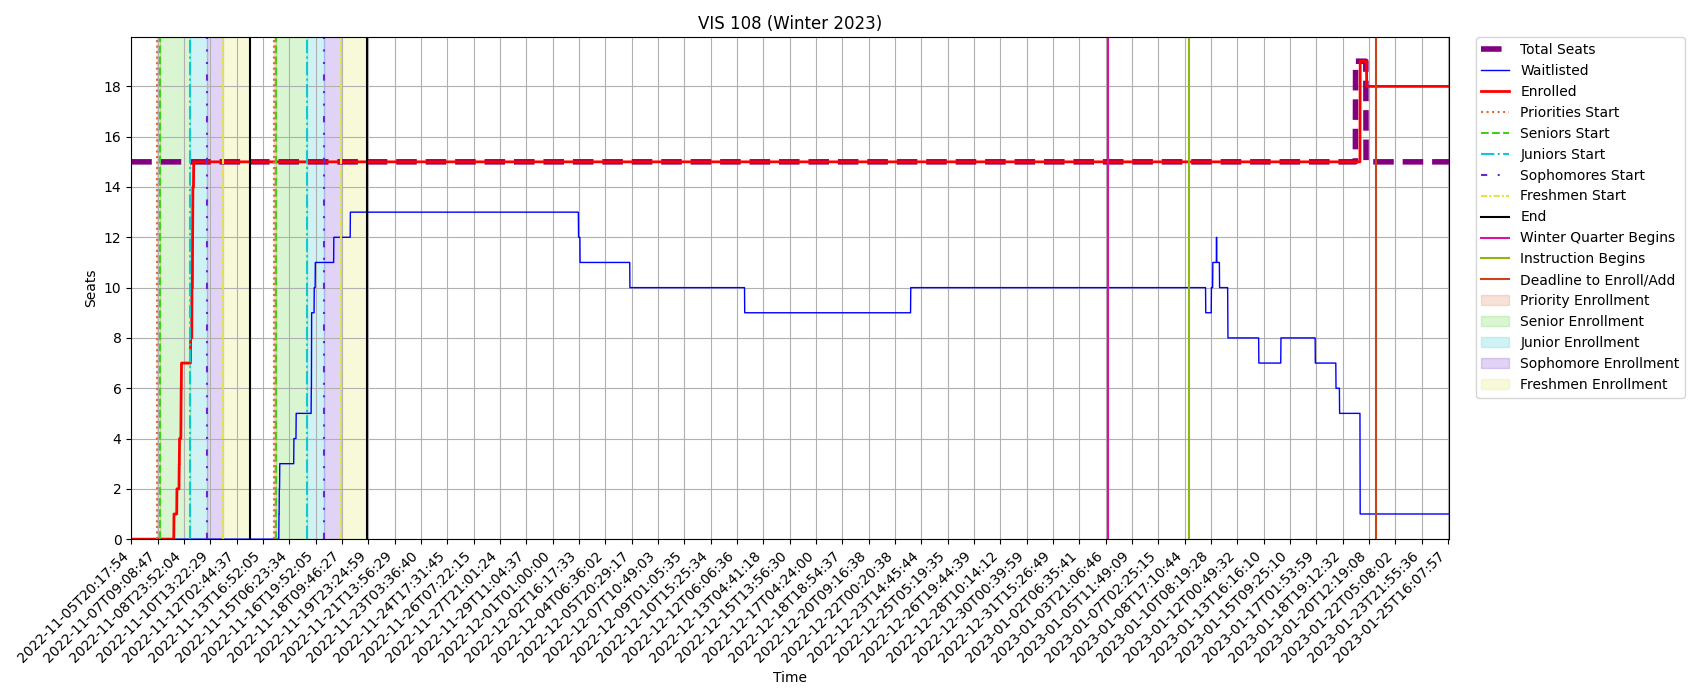 VIS 108 (Winter 2023)
Seats
18
16
14
12
10
8
6
4
2
0
2022-11-05T20:17:54
2022-11-07T09:08:47
2022-11-08T23:52:04
2022-11-10T13:22:29
2022-11-12T02:44:37
2022-11-13T16:52:05
2022-11-15T06:23:34
2022-11-16T19:52:05
2022-11-18T09:46:27
2022-11-19T23:24:59
2022-11-21T13:56:29
2022-11-23T03:36:40
2022-11-24T17:31:45
2022-11-26T07:22:15
2022-11-27T21:01:24
2022-11-29T11:04:37
2022-12-01T01:00:00
2022-12-02T16:17:33
2022-12-04T06:36:02
2022-12-05T20:29:17
2022-12-07T10:49:03
2022-12-09T01:05:35
2022-12-10T15:25:34
2022-12-12T06:06:36
2022-12-13T04:41:18
2022-12-15T13:56:30
2022-12-17T04:24:00
2022-12-18T18:54:37
2022-12-20T09:16:38
2022-12-22T00:20:38
2022-12-23T14:45:44
2022-12-25T05:19:35
2022-12-26T19:44:39
2022-12-28T10:14:12
2022-12-30T00:39:59
2022-12-31T15:26:49
2023-01-02T06:35:41
2023-01-03T21:06:46
2023-01-05T11:49:09
2023-01-07T02:25:15
2023-01-08T17:10:44
2023-01-10T08:19:28
2023-01-12T00:49:32
2023-01-13T16:16:10
2023-01-15T09:25:10
2023-01-17T01:53:59
2023-01-18T19:12:32
2023-01-20T12:19:08
2023-01-22T05:08:02
2023-01-23T21:55:36
2023-01-25T16:07:57
Time
Total Seats
Waitlisted
Enrolled
Priorities Start
Seniors Start
Juniors Start
Sophomores Start
Freshmen Start
End
Winter Quarter Begins
Instruction Begins
Deadline to Enroll/Add
Priority Enrollment
Senior Enrollment
Junior Enrollment
Sophomore Enrollment
Freshmen Enrollment